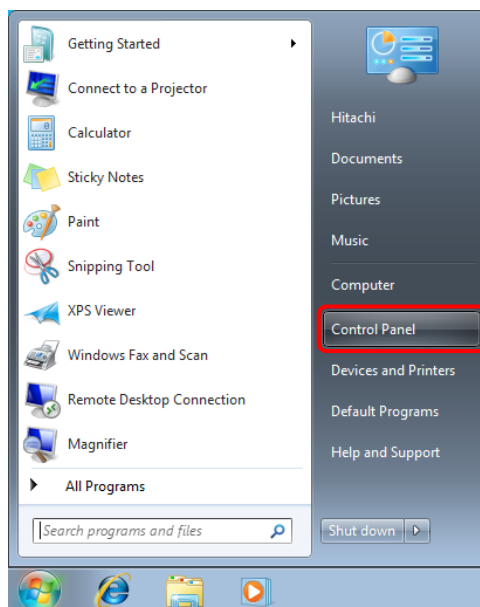 Getting Started
Connect to a Projector
Calculator
Sticky Notes
Paint
Snipping Tool
XPS Viewer
Windows Fax and Scan
Remote Desktop Connection
Magnifier
All Programs
Search programs and files
Hitachi
Documents
Pictures
Music
Computer
Control Panel
Devices and Printers
Default Programs
Help and Support
Shut down